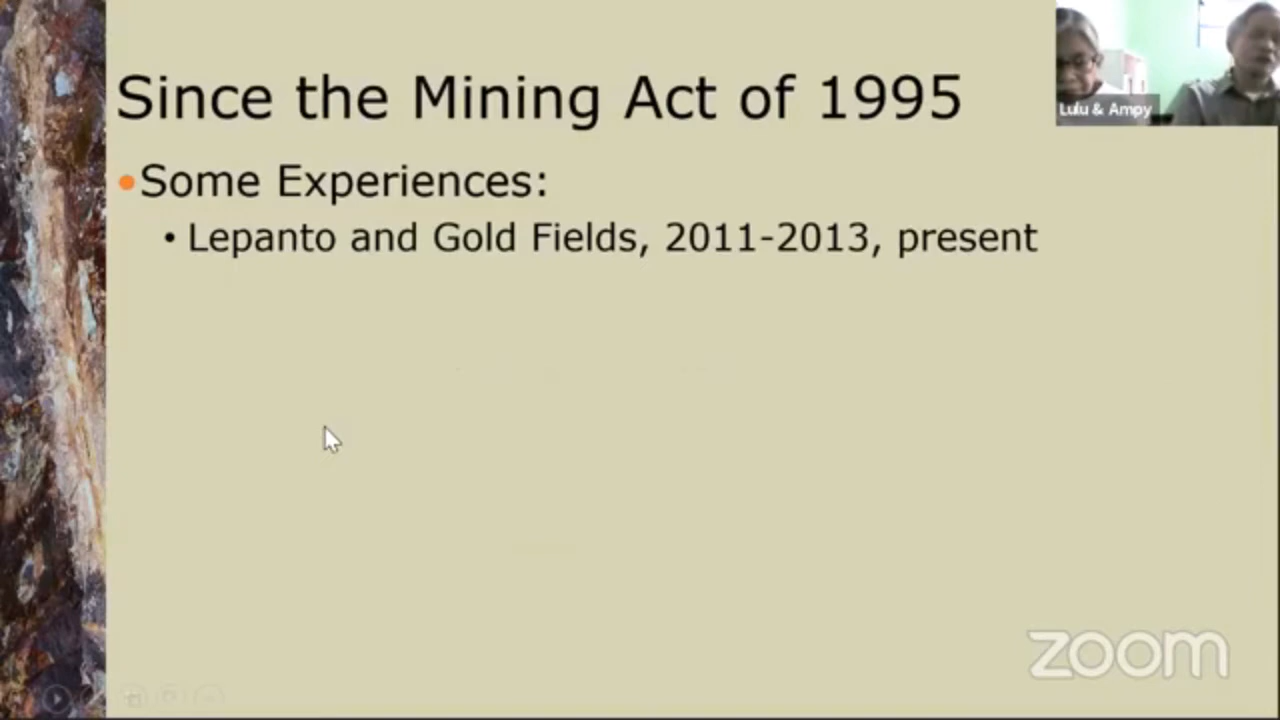 Since the Mining Act of 1995
Lulu & Ampy
•Some Experiences:
• Lepanto and Gold Fields, 2011-2013, present
zoom